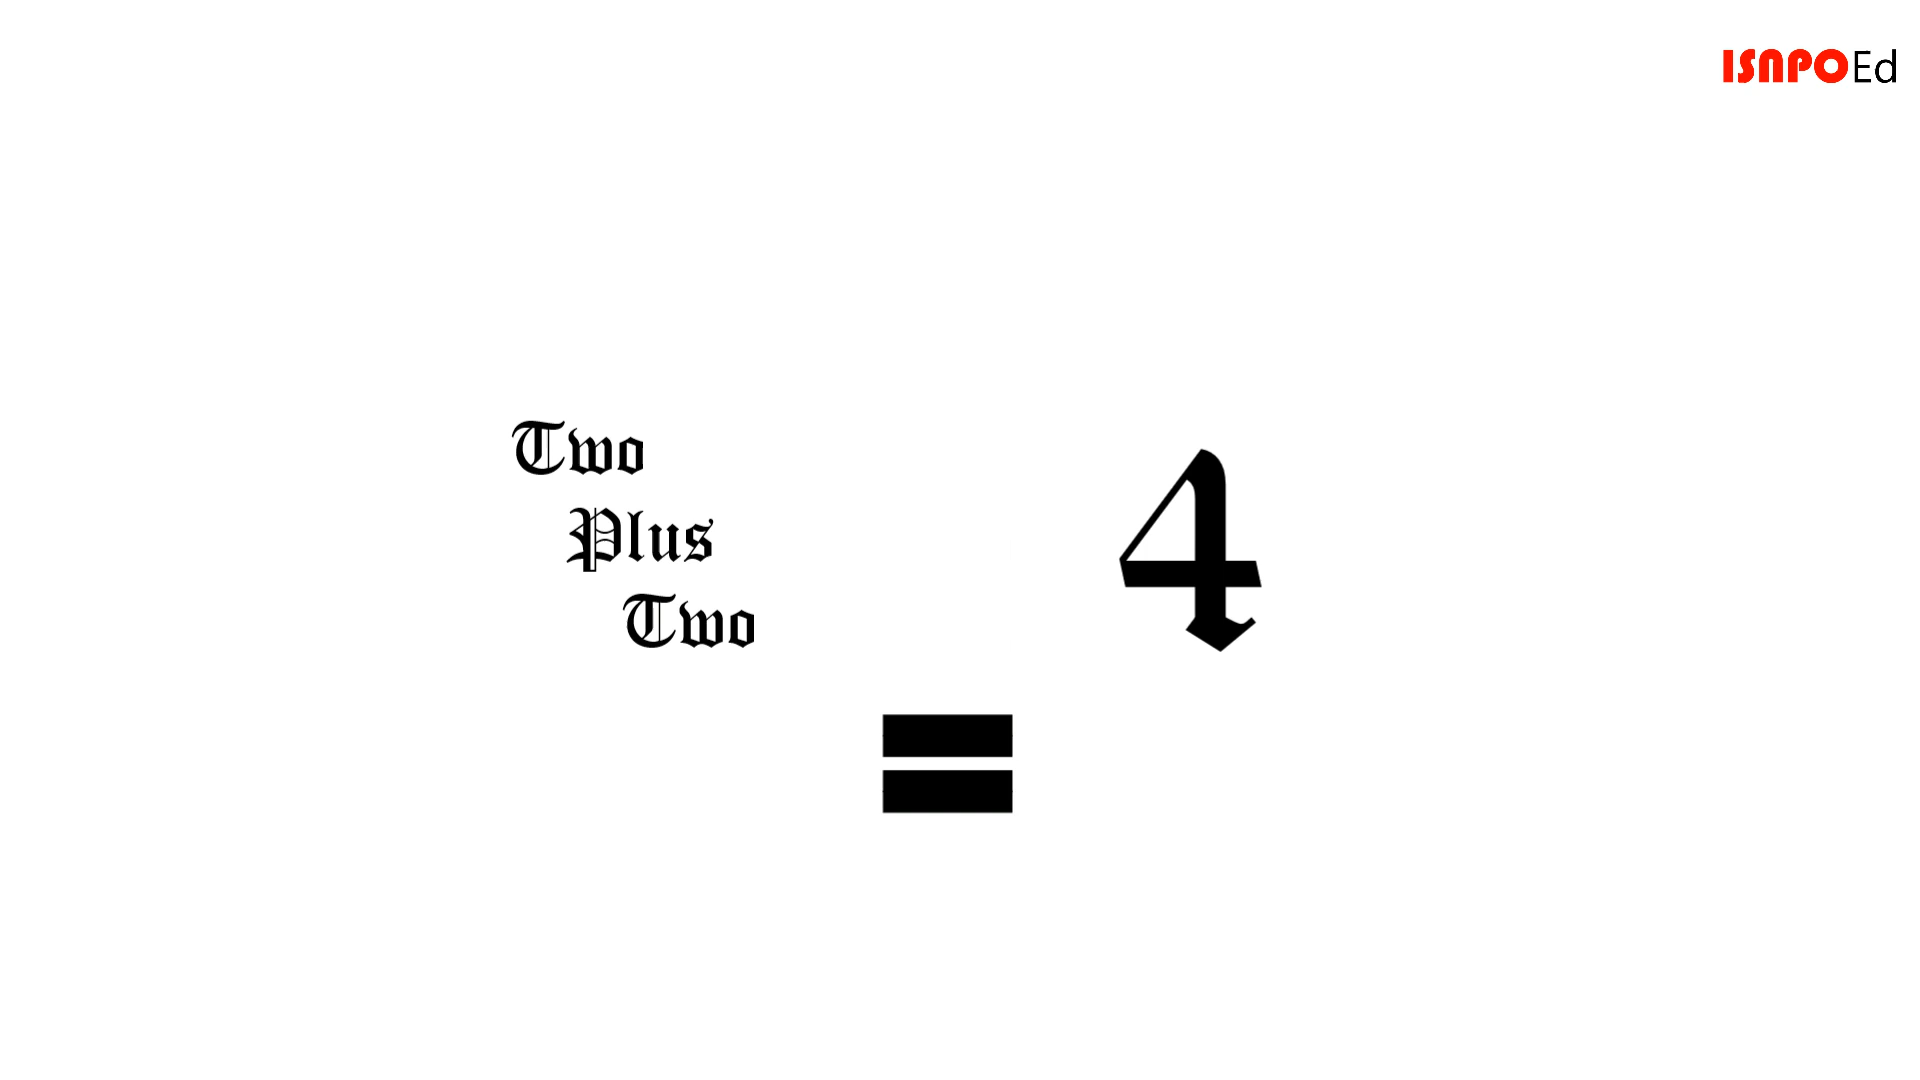 ISNPOEd
Two
Plus
Two
4
=